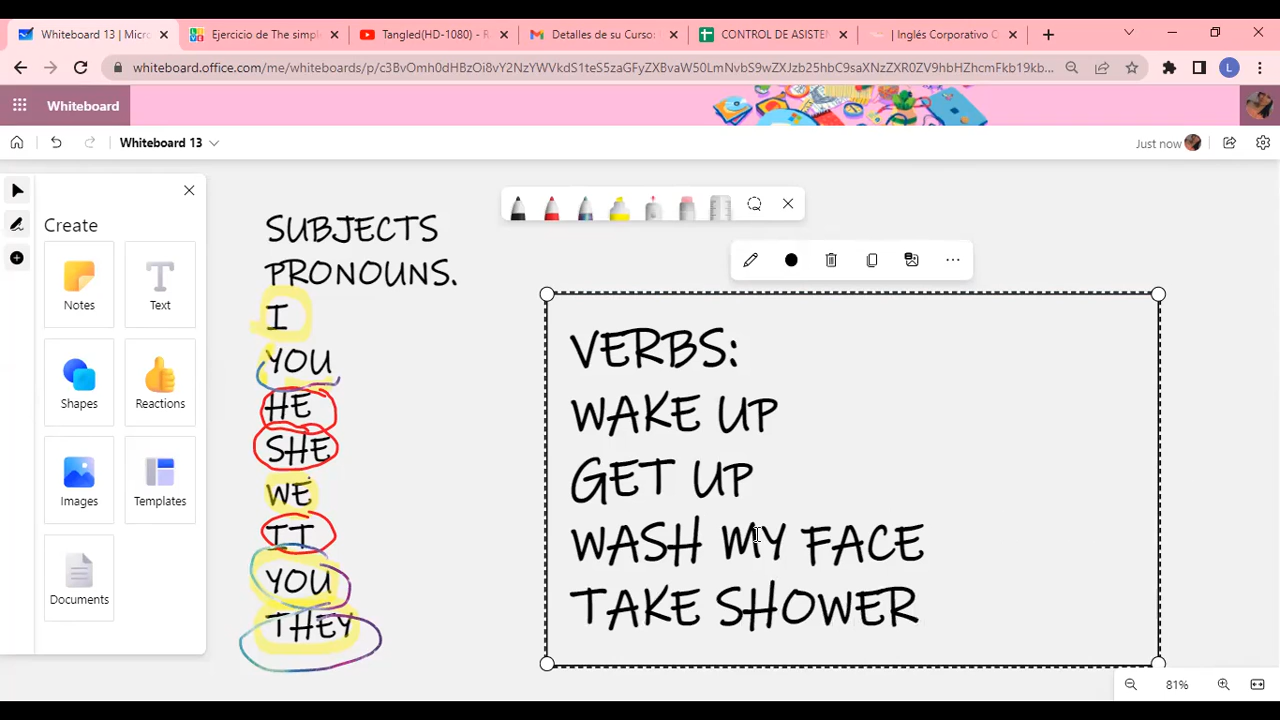 Whiteboard 13 | Micro
Ejercicio de The simpl
Tangled(HD-1080) - R
Detalles de su Curso:
CONTROL DE ASISTEN
| Inglés Corporativo C
L
Whiteboard
Whiteboard 13
Just now
Create
Notes
Text
Shapes
Reactions
Images
Templates
Documents
SUBJECTS
PRONOUNS.
I
YOU
HE
SHE
WE
IT
YOU
THEY
VERBS:
WAKE UP
GET UP
WASH MY FACE
TAKE SHOWER
81%